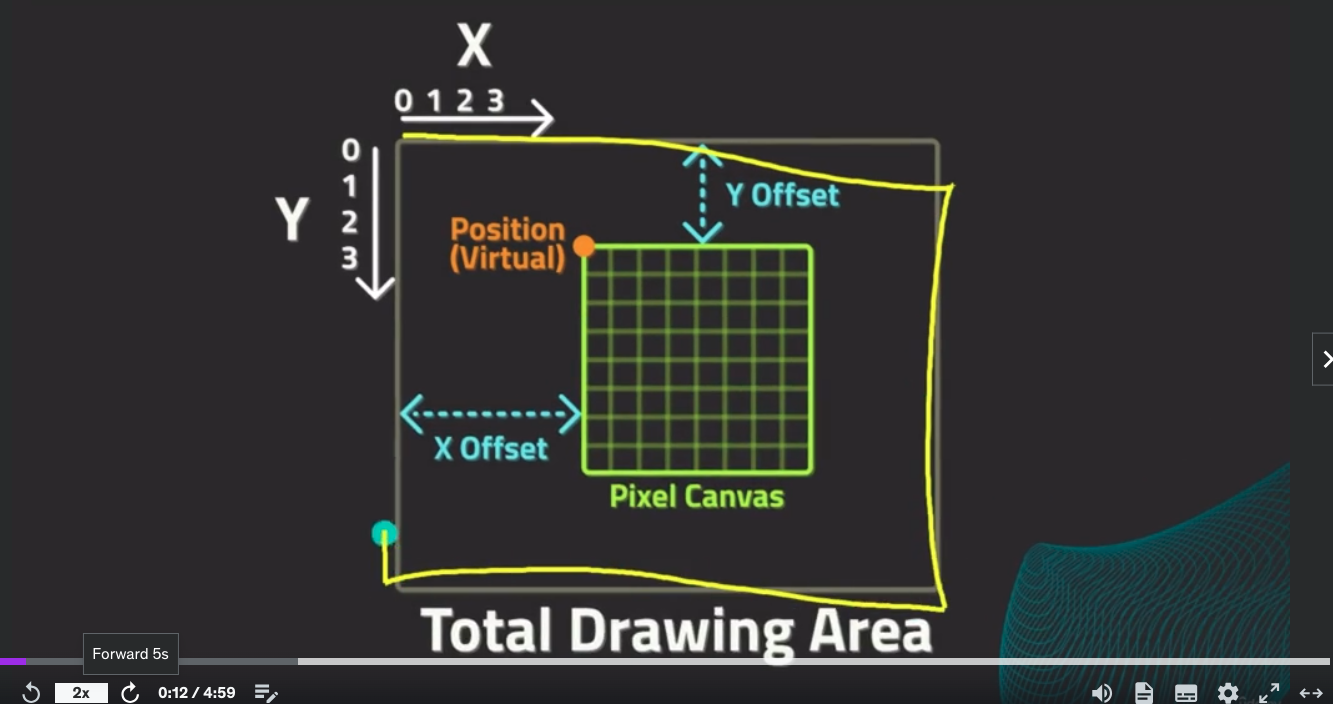 X
0 1 2 3
0
1
2
3
Y
Y Offset
Position
(Virtual)
X Offset
Pixel Canvas
Total Drawing Area
Forward 5s
2x
0:12 / 4:59